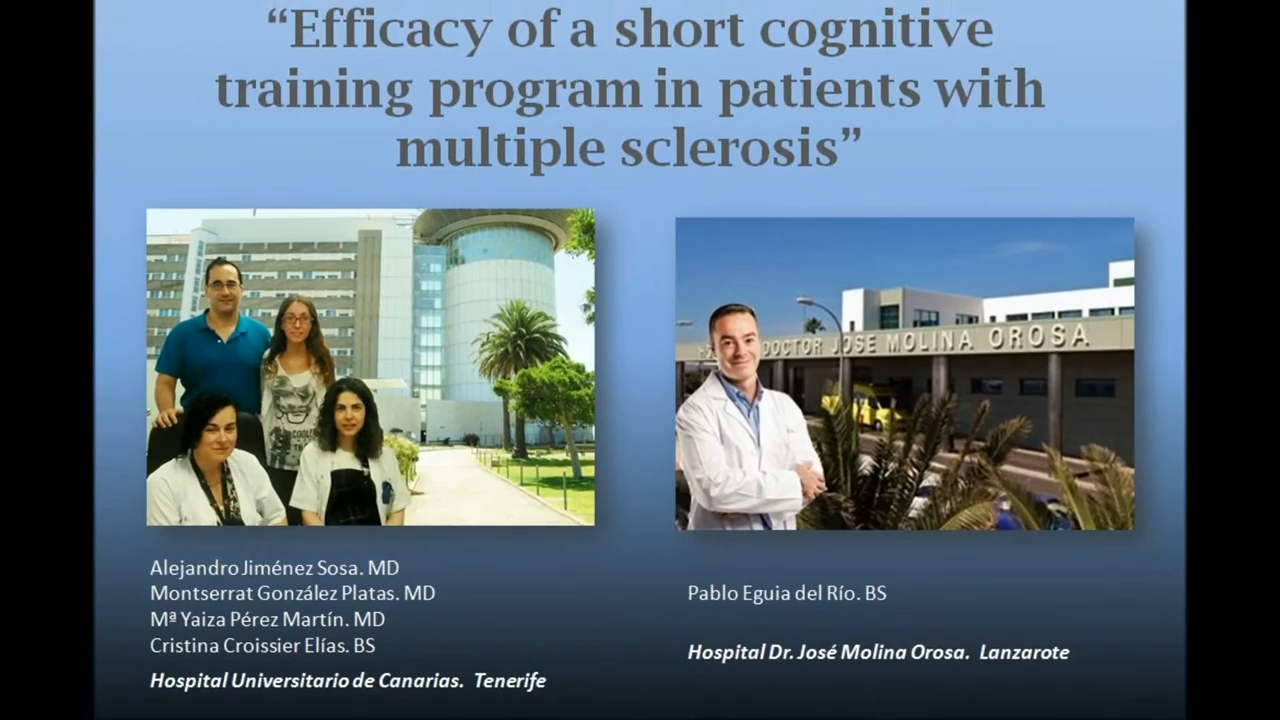 “Efficacy of a short cognitive
training program in patients with
multiple sclerosis”
DOCTOR JOSE MOLINA OROSA
COOL
Alejandro Jiménez Sosa. MD
Montserrat González Platas. MD
Mª Yaiza Pérez Martín. MD
Cristina Croissier Elías. BS
Hospital Universitario de Canarias. Tenerife
Pablo Eguia del Río. BS
Hospital Dr. José Molina Orosa. Lanzarote